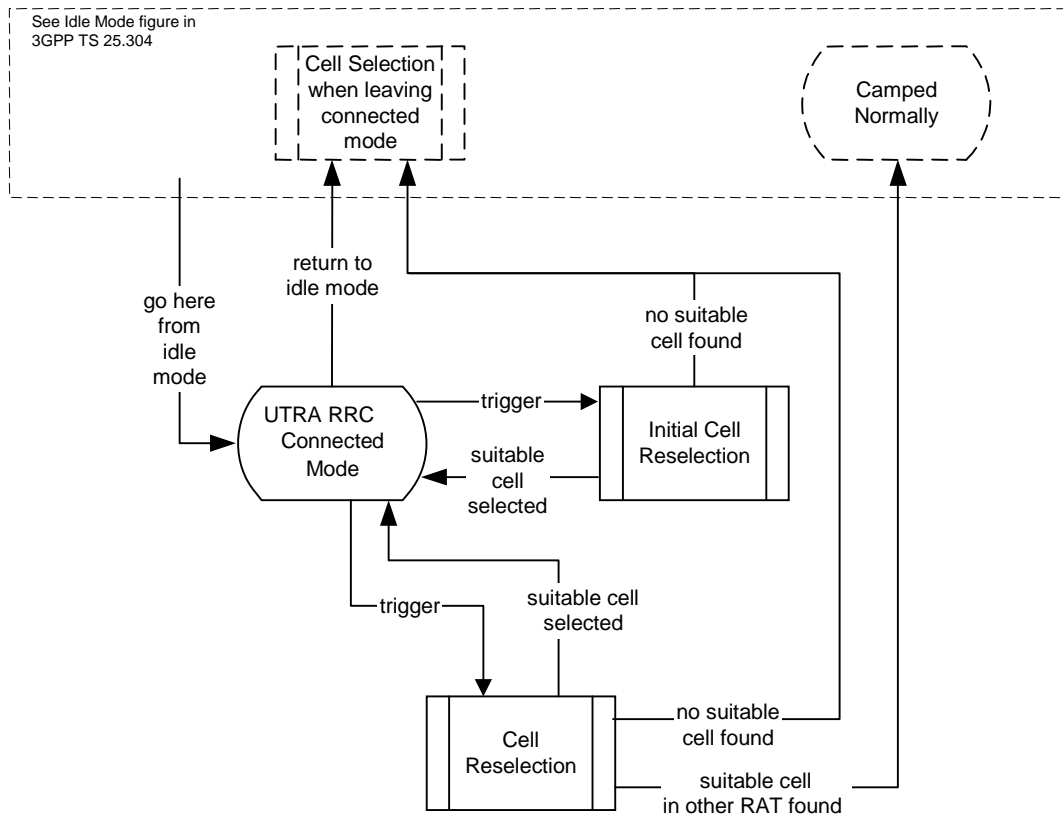 See Idle Mode figure in
3GPP TS 25.304
Cell Selection
when leaving
connected
mode
Camped
Normally
return to
idle mode
go here
from
idle
mode
no suitable
cell found
UTRA RRC
Connected
Mode
trigger
Initial Cell
Reselection
suitable
cell
selected
trigger
suitable cell
selected
Cell
Reselection
no suitable
cell found
suitable cell
in other RAT found